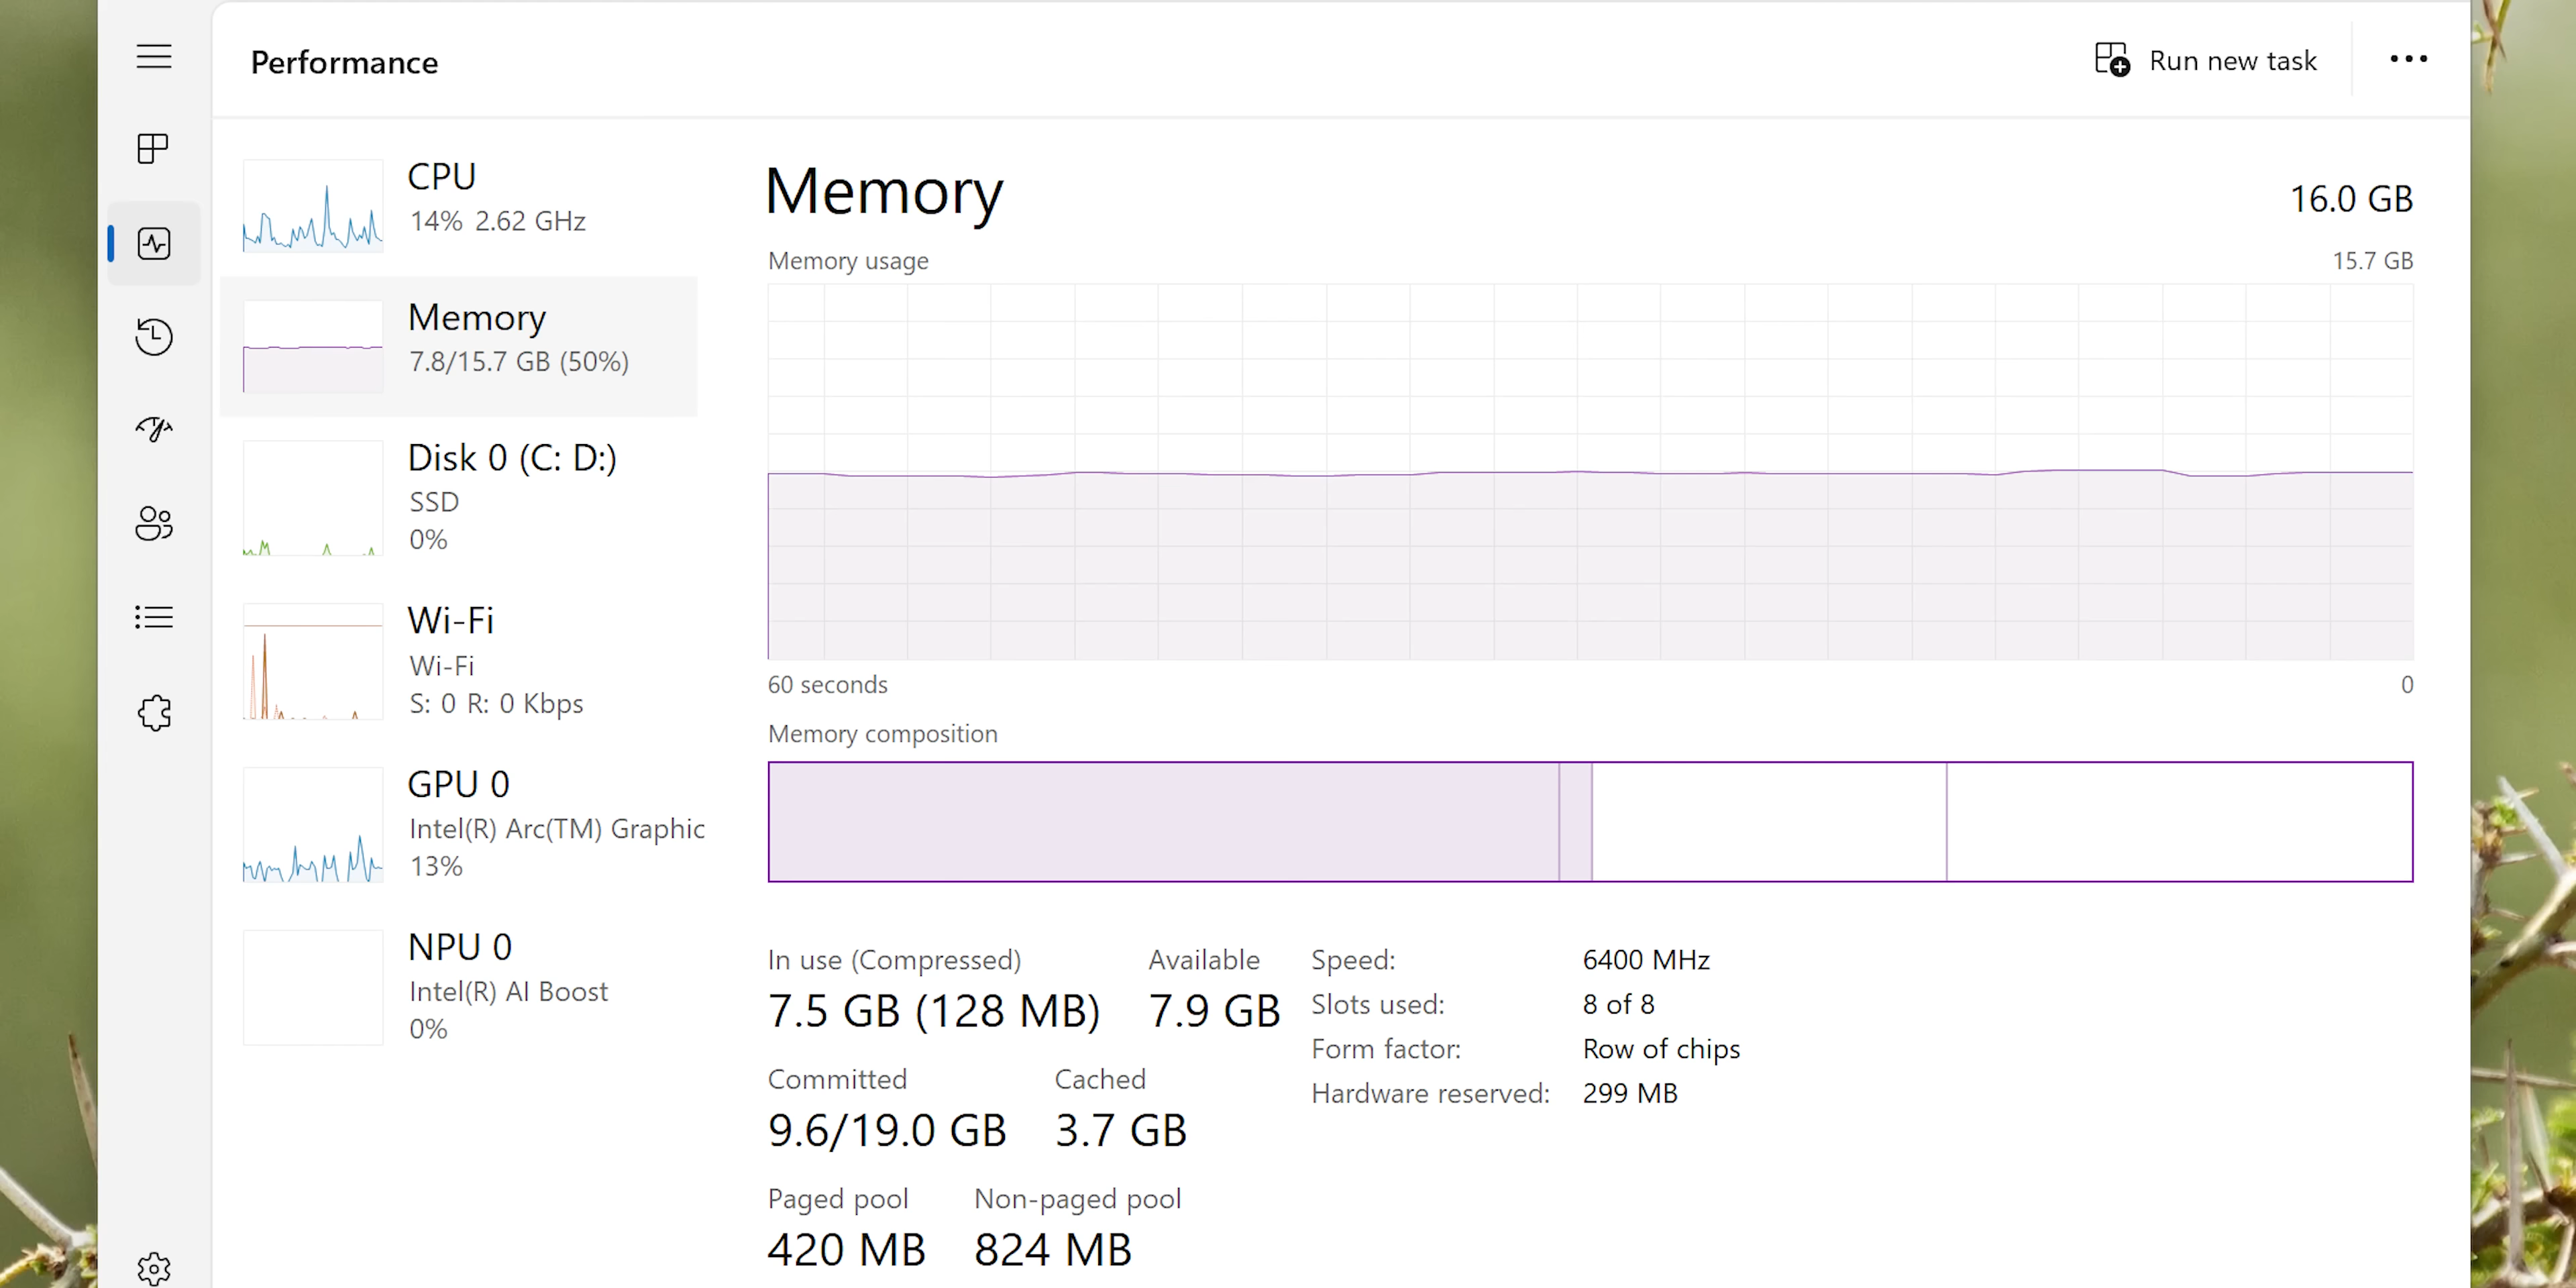 Performance
Run new task
CPU
14% 2.62 GHz
Memory
7.8/15.7 GB (50%)
Disk 0 (C: D:)
SSD
0%
Wi-Fi
Wi-Fi
S: 0 R: 0 Kbps
GPU 0
Intel(R) Arc(TM) Graphic
13%
NPU 0
Intel(R) AI Boost
0%
Memory
16.0 GB
Memory usage
15.7 GB
60 seconds
0
Memory composition
In use (Compressed)
7.5 GB (128 MB)
Available
7.9 GB
Committed
9.6/19.0 GB
Cached
3.7 GB
Paged pool
420 MB
Non-paged pool
824 MB
Speed: 6400 MHz
Slots used: 8 of 8
Form factor: Row of chips
Hardware reserved: 299 MB